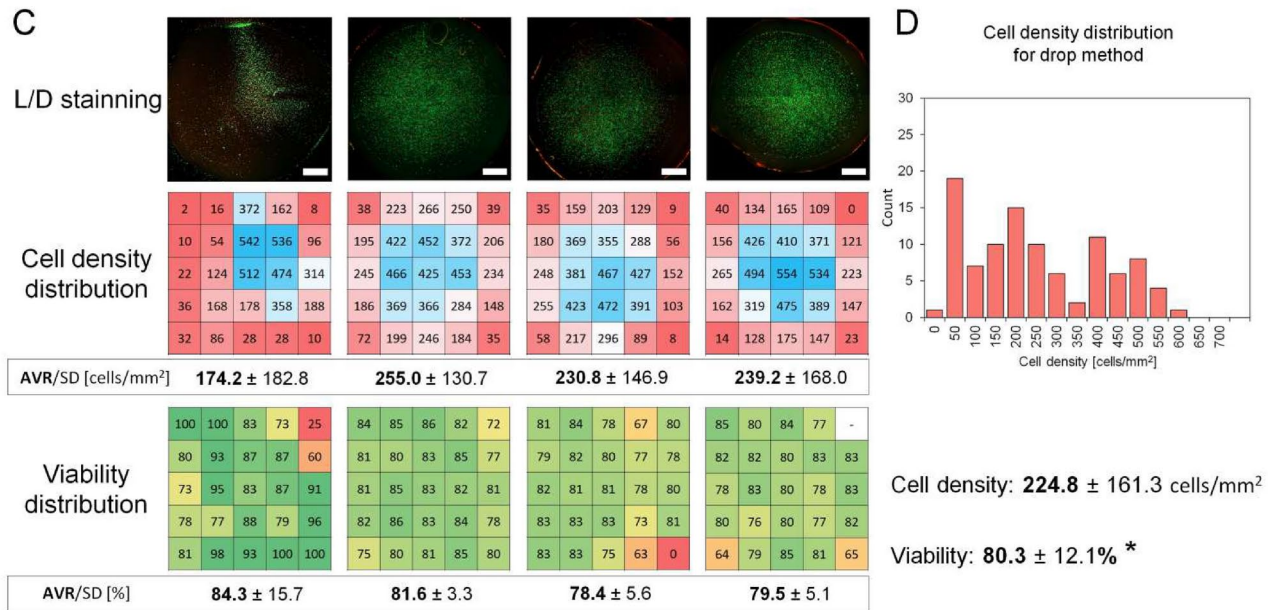 C
L/D stainning
Cell density
distribution
2 16 372 162 8 38 223 266 250 39 35 159 203 129 9 40 134 165 109 0
10 54 542 536 96 195 422 452 372 206 180 369 355 288 56 156 426 410 371 121
22 124 512 474 314 245 466 425 453 234 248 381 467 427 152 265 494 554 534 223
36 168 178 358 188 186 369 366 284 148 255 423 472 391 103 162 319 475 389 147
32 86 28 28 10 72 199 246 184 35 58 217 296 89 8 14 128 175 147 23
AVR/SD [cells/mm²] 174.2 ± 182.8 255.0 ± 130.7 230.8 ± 146.9 239.2 ± 168.0
Viability
distribution
100 100 83 73 25 84 85 86 82 72 81 84 78 67 80 85 80 84 77 -
80 93 87 87 60 81 80 83 85 77 79 82 80 77 78 82 82 80 83 83
73 95 83 87 91 81 85 83 82 81 82 81 81 78 80 78 83 80 78 83
78 77 88 79 96 82 86 83 84 78 83 83 83 73 81 80 76 80 77 82
81 98 93 100 100 75 80 81 85 80 83 83 75 63 0 64 79 85 81 65
AVR/SD [%] 84.3 ± 15.7 81.6 ± 3.3 78.4 ± 5.6 79.5 ± 5.1
D
Cell density distribution
for drop method
Count
30
25
20
15
10
5
0
0 50 100 150 200 250 300 350 400 450 500 550 600 650 700
Cell density [cells/mm²]
Cell density: 224.8 ± 161.3 cells/mm²
Viability: 80.3 ± 12.1% *